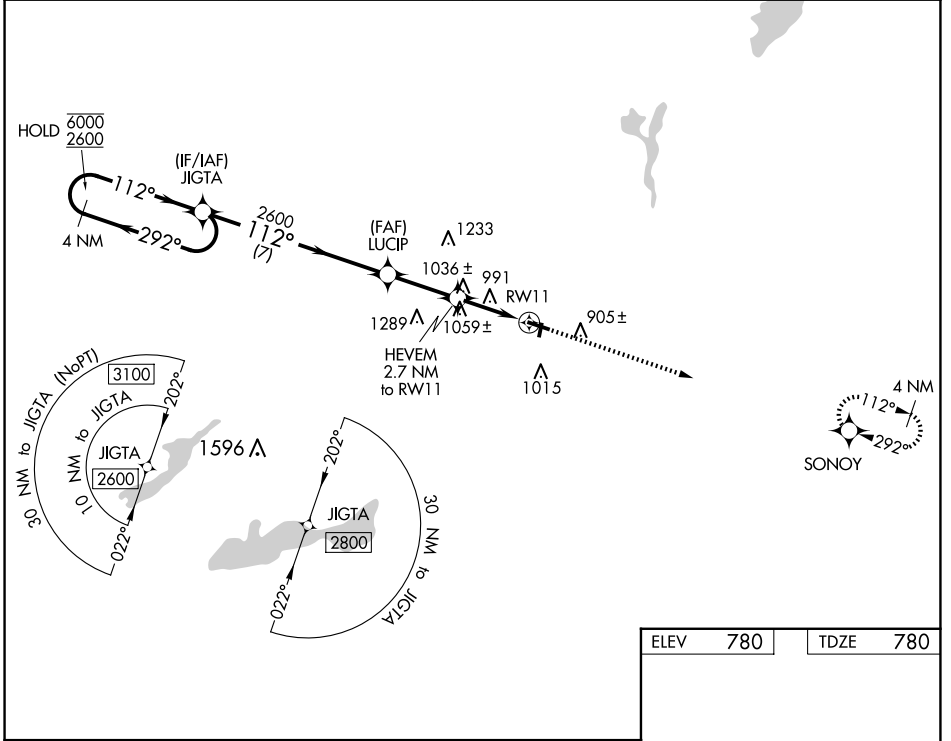 HOLD 6000
2600
(IF/IAF)
JIGTA
112°
292°
4 NM
2600
112°
(7)
(FAF)
LUCIP
1233
1036 ±
991
RW11
1289
1059 ±
905 ±
HEVEM
2.7 NM
to RW11
1015
4 NM
112°
292°
SONOY
30 NM to JIGTA (NoPT)
3100
202°
10 NM to JIGTA
JIGTA
2600
022°
1596
202°
JIGTA
2800
022°
30 NM to JIGTA
ELEV 780
TDZE 780